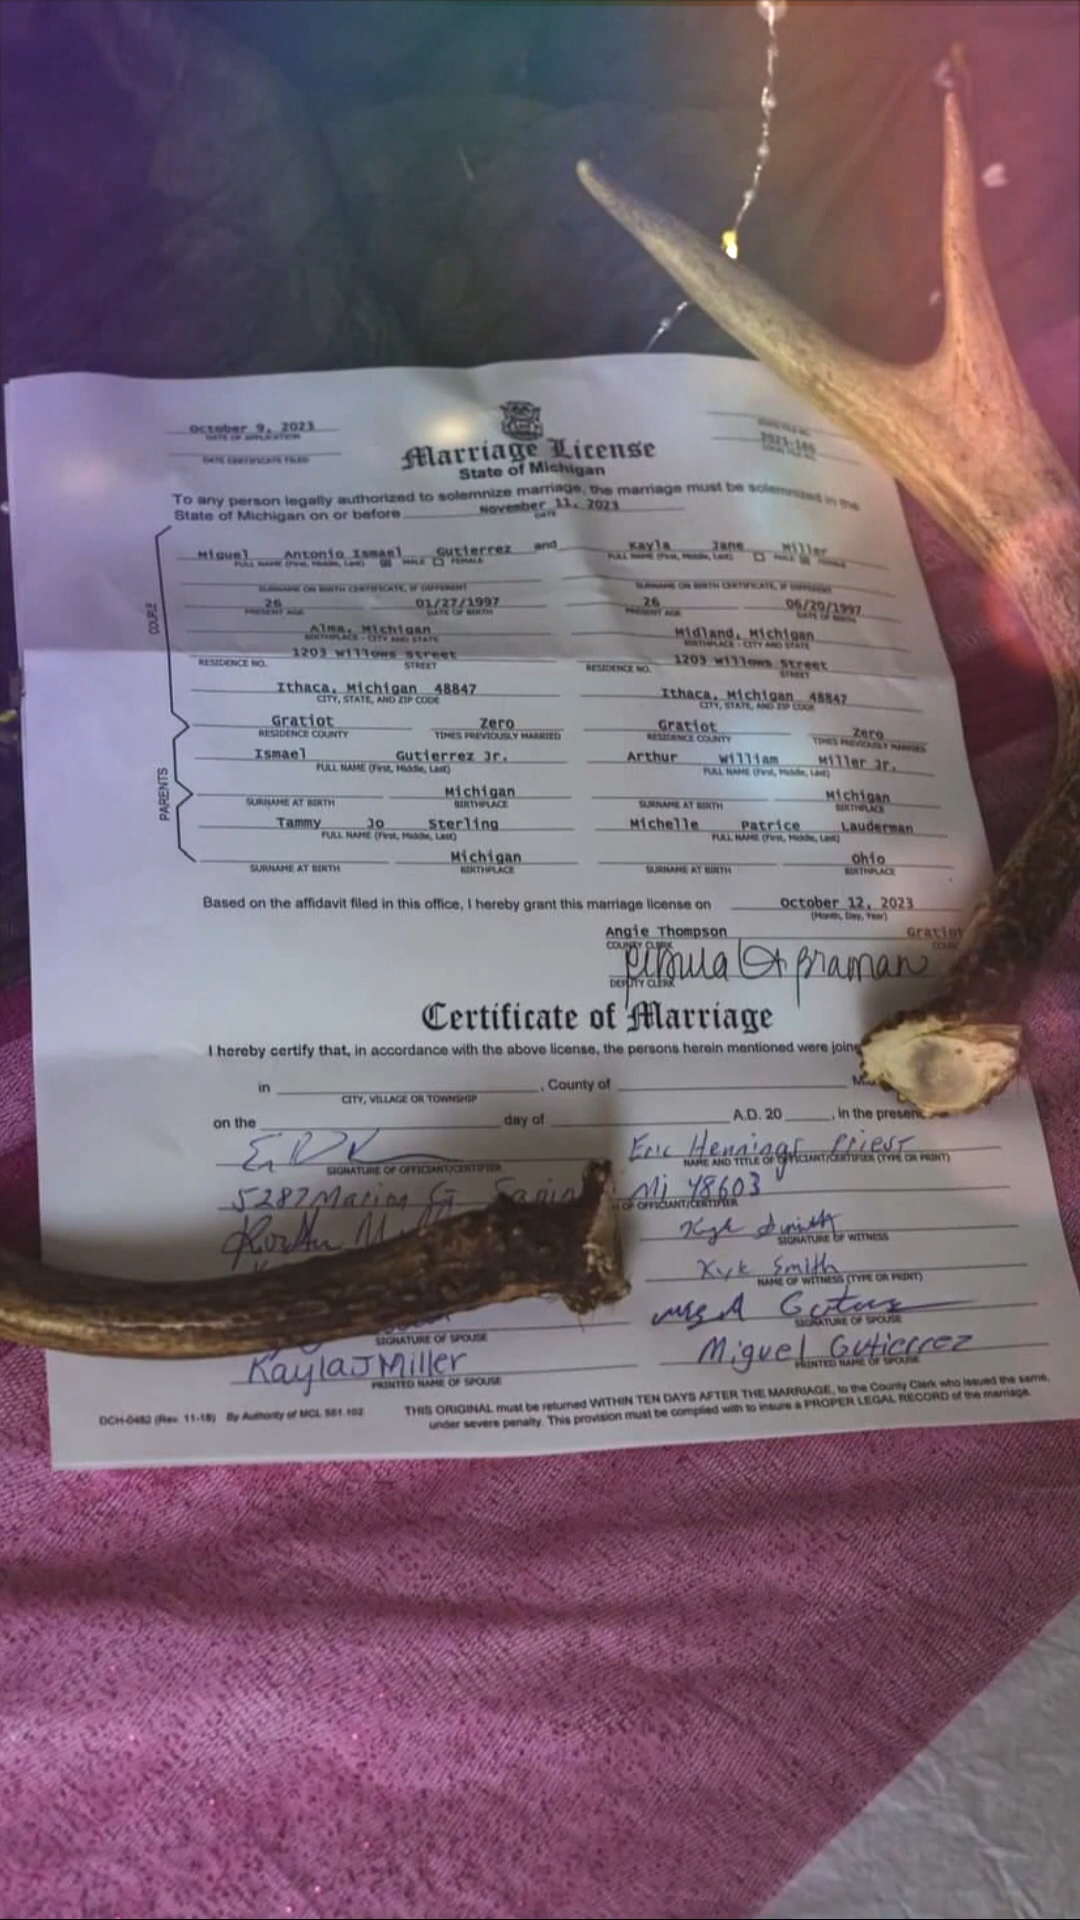 October 9, 2023
DATE OF APPLICATION
DATE CERTIFICATE FILED
Marriage License
State of Michigan
To any person legally authorized to solemnize marriage, the marriage must be solemnized in the
State of Michigan on or before November 11, 2023
DATE
Miguel Antonio Ismael Gutierrez and Kayla Jane Miller
FULL NAME (First, Middle, Last) MALE FEMALE FULL NAME (First, Middle, Last) MALE FEMALE
SURNAME ON BIRTH CERTIFICATE, IF DIFFERENT SURNAME ON BIRTH CERTIFICATE, IF DIFFERENT
26 01/27/1997 26 06/20/1997
PRESENT AGE DATE OF BIRTH PRESENT AGE DATE OF BIRTH
COUPLE
Alma, Michigan Midland, Michigan
BIRTHPLACE - CITY AND STATE BIRTHPLACE - CITY AND STATE
1203 Willows Street 1203 Willows Street
RESIDENCE NO. STREET RESIDENCE NO. STREET
Ithaca, Michigan 48847 Ithaca, Michigan 48847
CITY, STATE, AND ZIP CODE CITY, STATE, AND ZIP CODE
Gratiot Zero Gratiot Zero
RESIDENCE COUNTY TIMES PREVIOUSLY MARRIED RESIDENCE COUNTY TIMES PREVIOUSLY MARRIED
PARENTS
Ismael Gutierrez Jr. Arthur William Miller Jr.
FULL NAME (First, Middle, Last) FULL NAME (First, Middle, Last)
Michigan Michigan
SURNAME AT BIRTH BIRTHPLACE SURNAME AT BIRTH BIRTHPLACE
Tammy Jo Sterling Michelle Patrice Lauderman
FULL NAME (First, Middle, Last) FULL NAME (First, Middle, Last)
Michigan Ohio
SURNAME AT BIRTH BIRTHPLACE SURNAME AT BIRTH BIRTHPLACE
Based on the affidavit filed in this office, I hereby grant this marriage license on October 12, 2023
(Month, Day, Year)
Angie Thompson Gratiot
COUNTY CLERK
Braman
DEPUTY CLERK
Certificate of Marriage
I hereby certify that, in accordance with the above license, the persons herein mentioned were joine
in , County of
CITY, VILLAGE OR TOWNSHIP
on the day of A.D. 20 , in the presen
Eric Hennings Priest
SIGNATURE OF OFFICIANT/CERTIFIER NAME AND TITLE OF OFFICIANT/CERTIFIER (TYPE OR PRINT)
5287 Mi 48603
OF OFFICIANT/CERTIFIER
Kyle Smith
SIGNATURE OF WITNESS
Kyle Smith
NAME OF WITNESS (TYPE OR PRINT)
SIGNATURE OF SPOUSE SIGNATURE OF SPOUSE
Kayla J Miller Miguel Gutierrez
PRINTED NAME OF SPOUSE PRINTED NAME OF SPOUSE
DCH-0482 (Rev. 11-18) By Authority of MCL 551.102
THIS ORIGINAL must be returned WITHIN TEN DAYS AFTER THE MARRIAGE, to the County Clerk who issued the same,
under severe penalty. This provision must be complied with to insure a PROPER LEGAL RECORD of the marriage.